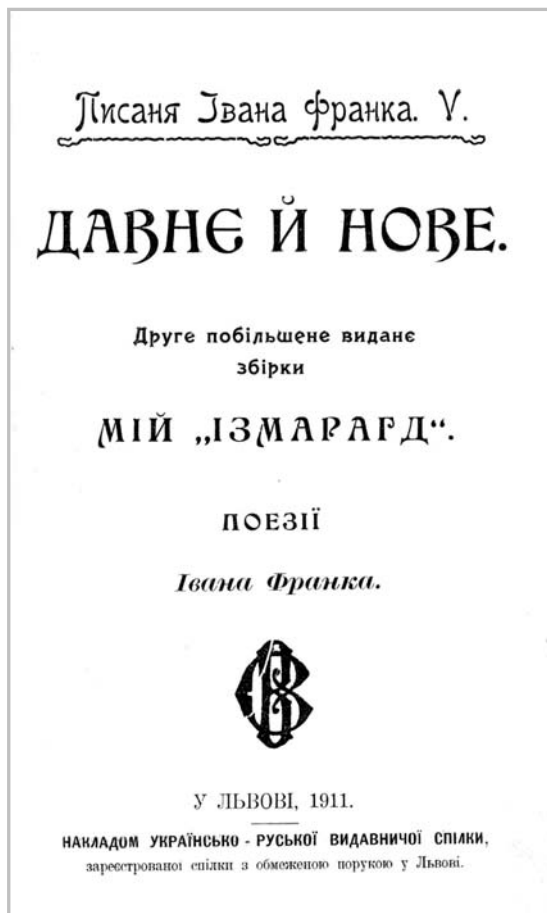 Писаня Івана Франка. V.
ДАВНЄ Й НОВЕ.
Друге побільшене виданє
збірки
МІЙ „ІЗМАРАГД“.
ПОЕЗІЇ
Івана Франка.
У ЛЬВОВІ, 1911.
НАКЛАДОМ УКРАЇНСЬКО - РУСЬКОЇ ВИДАВНИЧОЇ СПІЛКИ,
зареєстрованої спілки з обмеженою порукою у Львові.